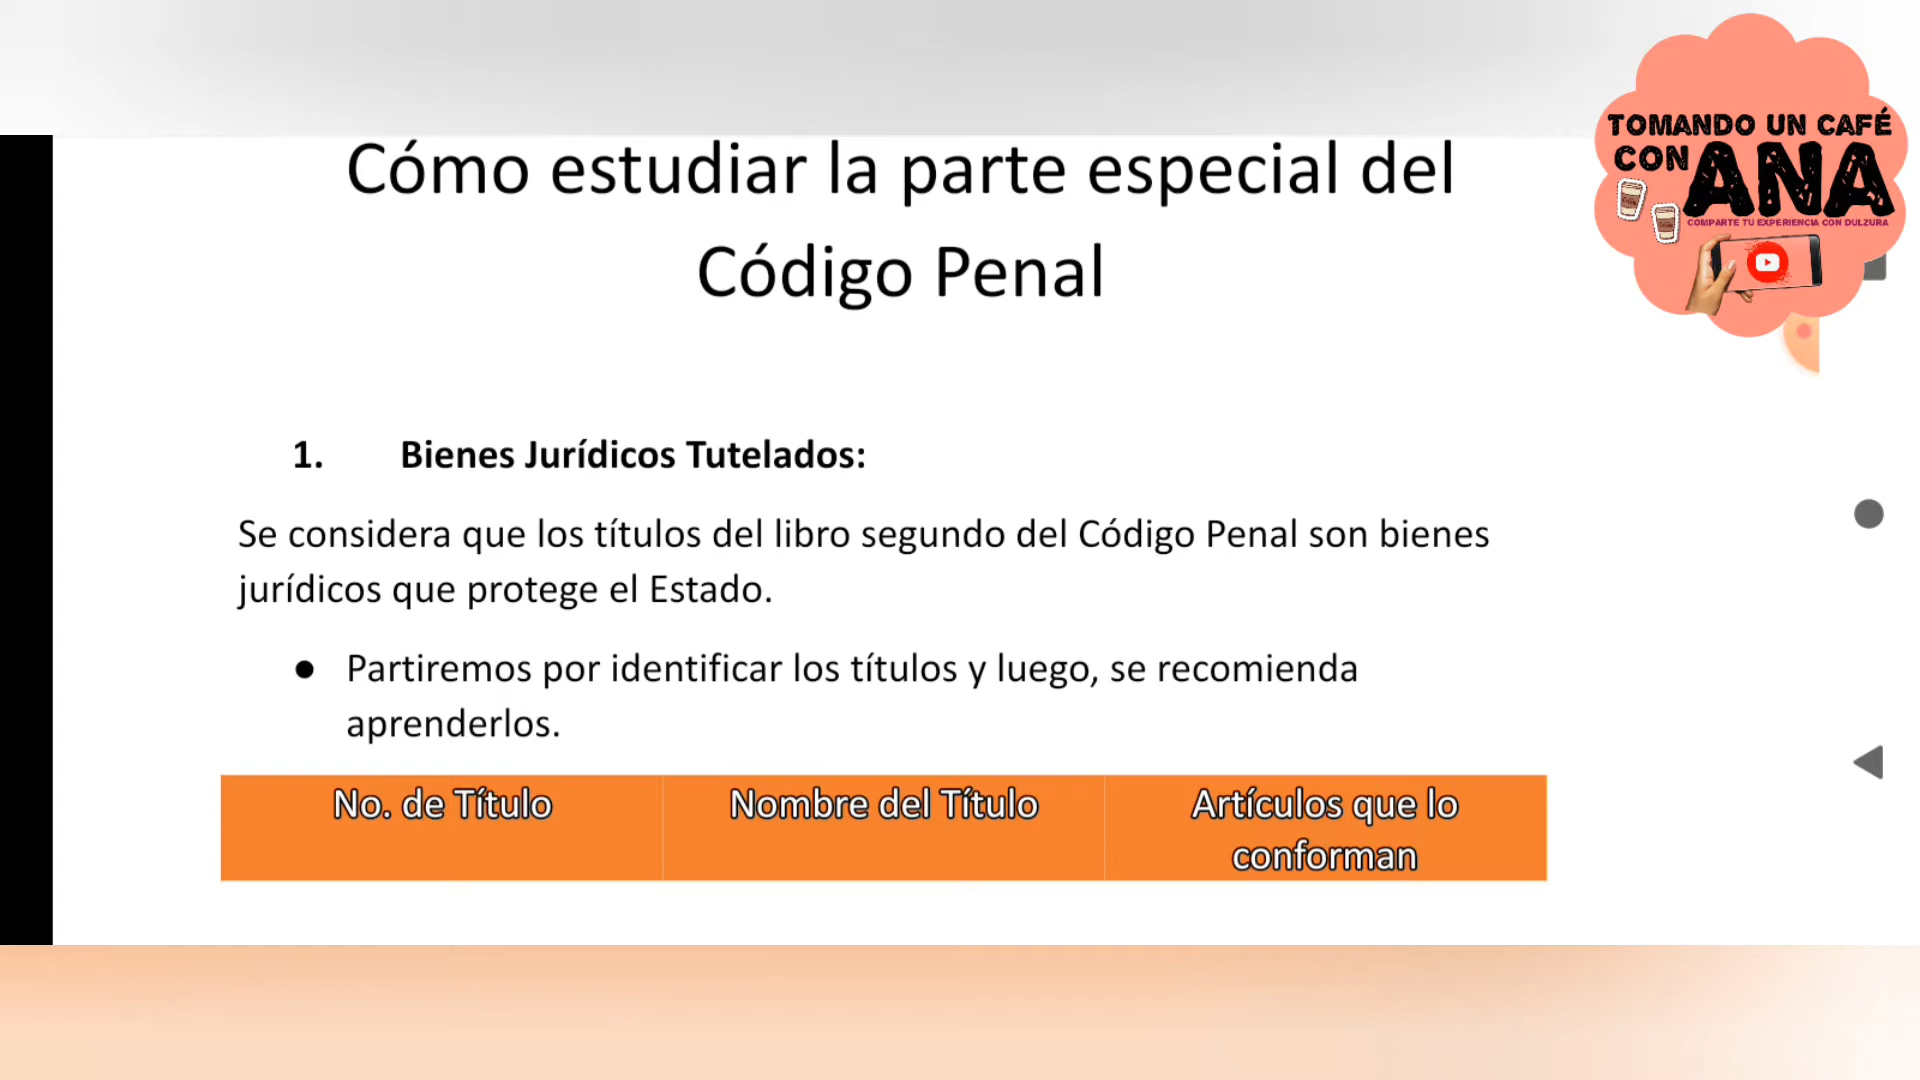 TOMANDO UN CAFÉ
CON ANA
COMPARTE TU EXPERIENCIA CON DULZURA
Cómo estudiar la parte especial del
Código Penal
1. Bienes Jurídicos Tutelados:
Se considera que los títulos del libro segundo del Código Penal son bienes
jurídicos que protege el Estado.
● Partiremos por identificar los títulos y luego, se recomienda
aprenderlos.
No. de Título Nombre del Título Artículos que lo
conforman